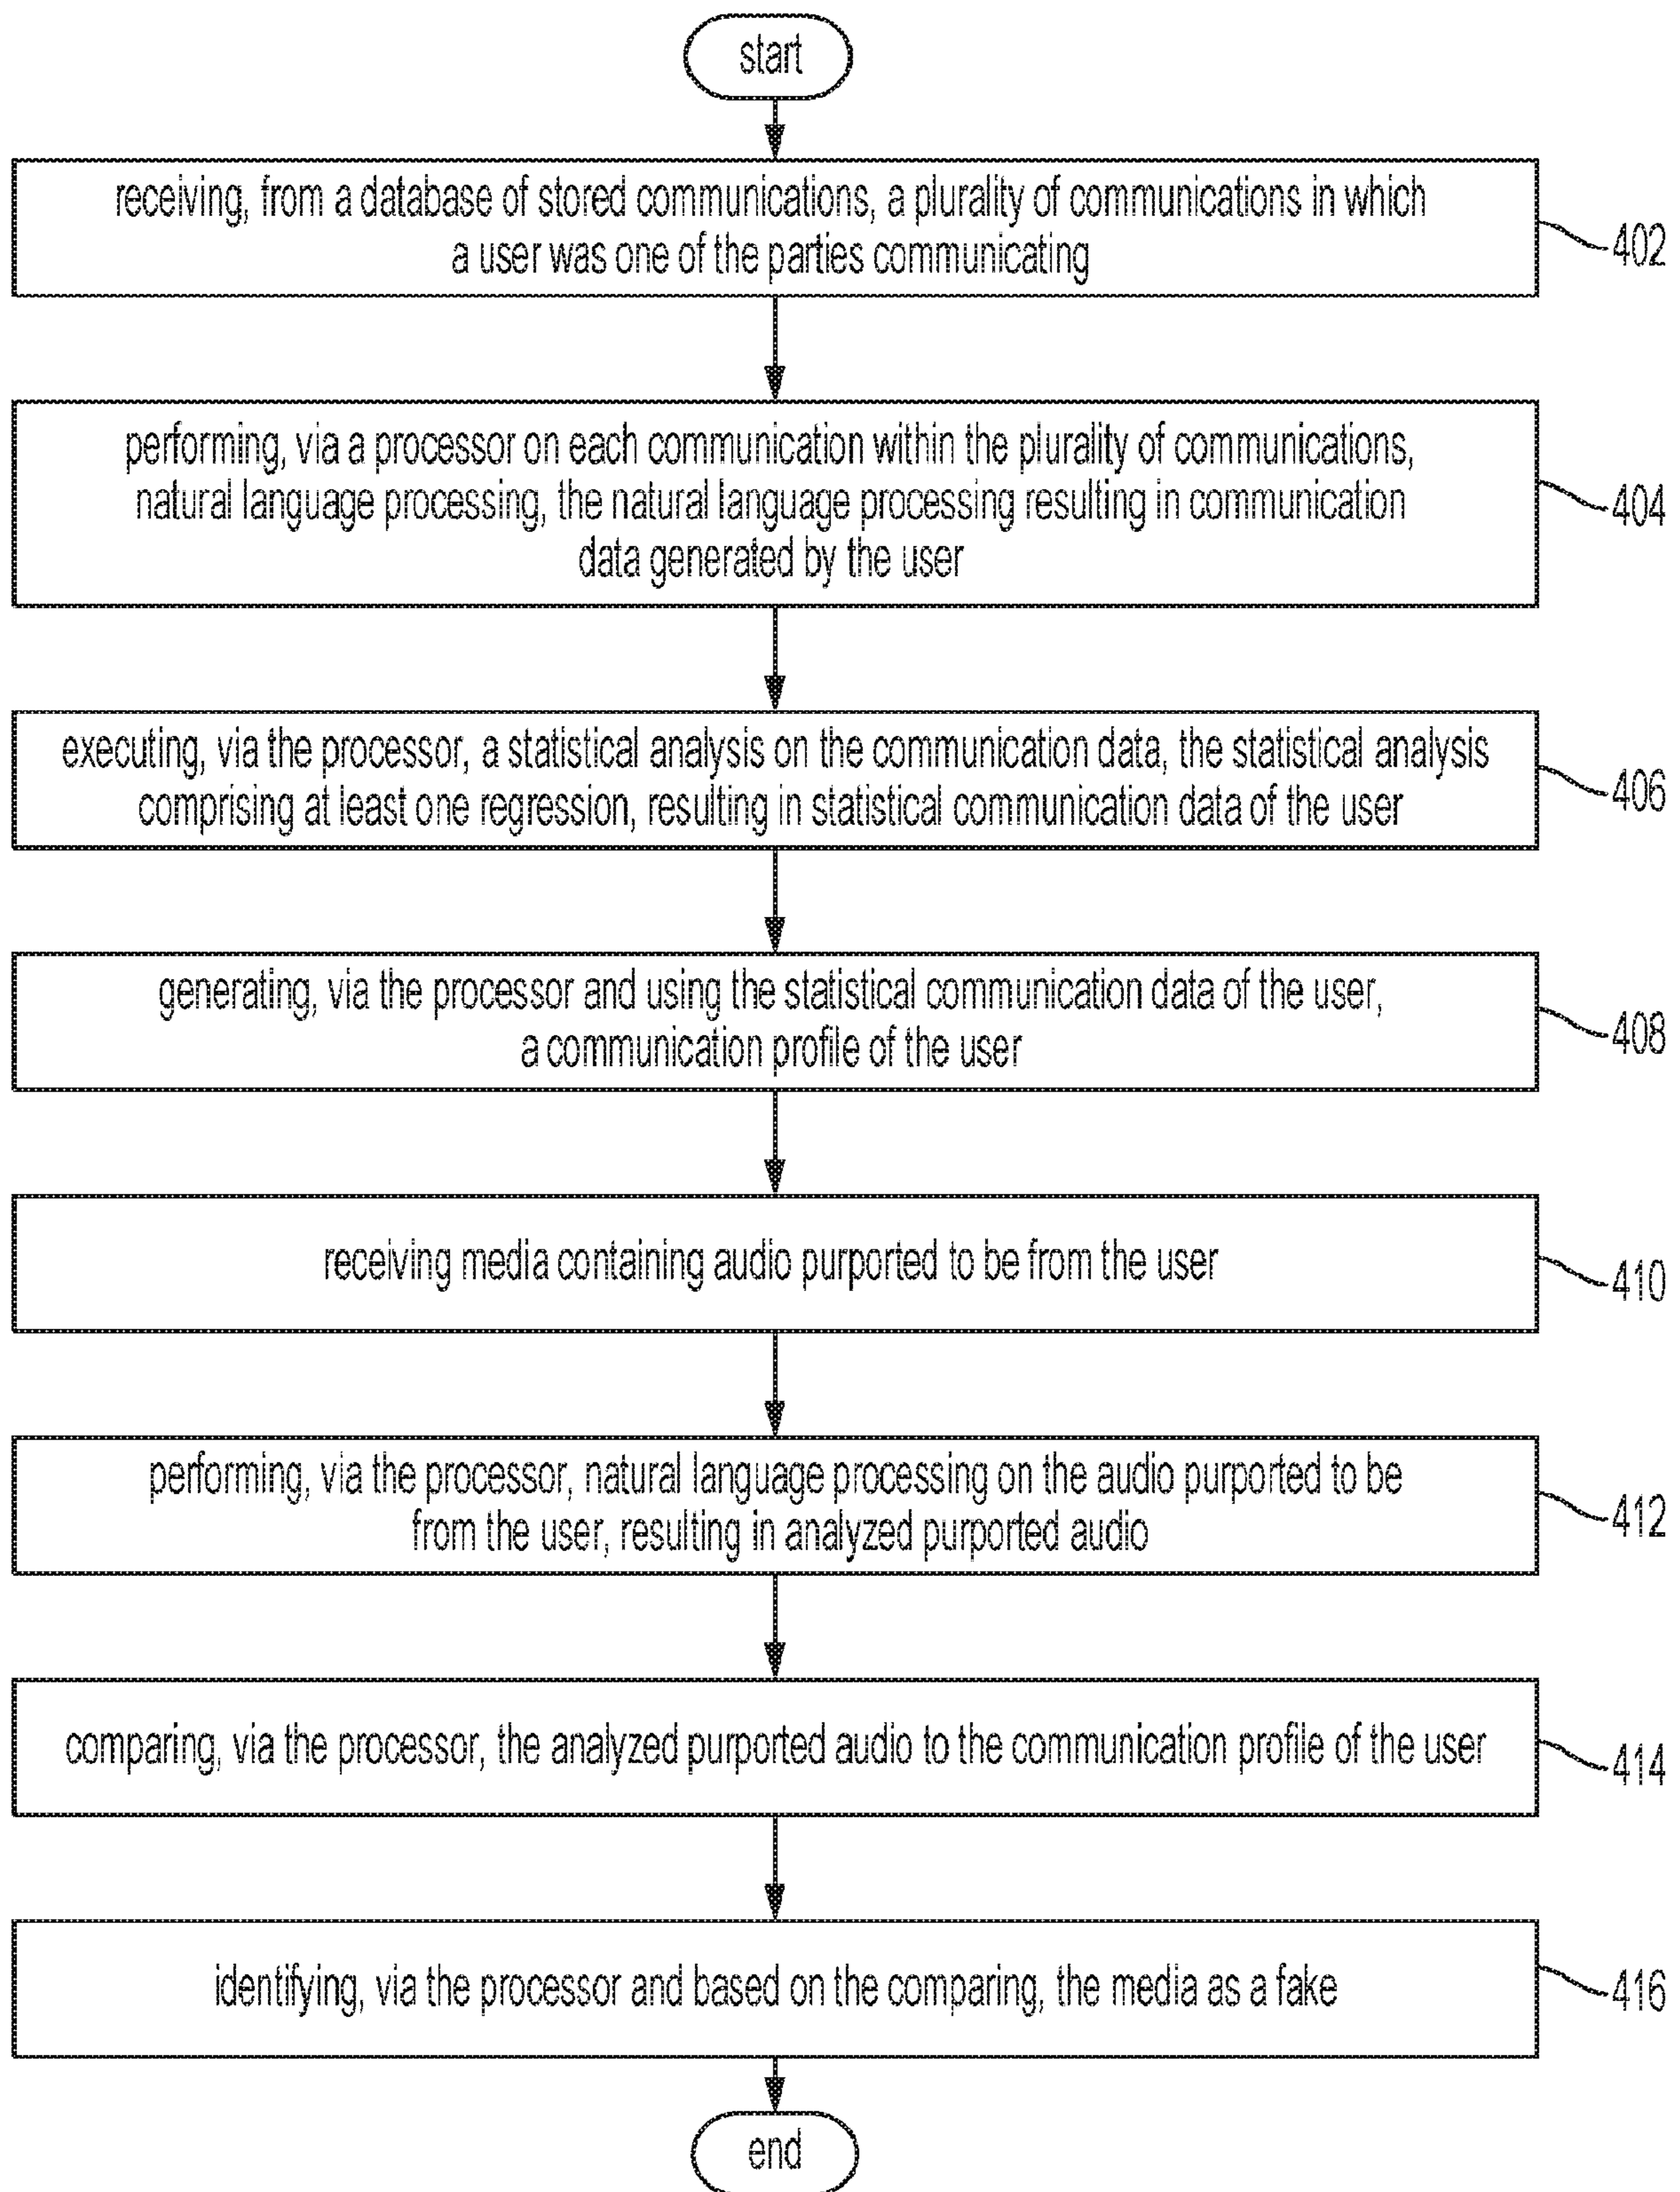 start
receiving, from a database of stored communications, a plurality of communications in which
a user was one of the parties communicating
402
performing, via a processor on each communication within the plurality of communications,
natural language processing, the natural language processing resulting in communication
data generated by the user
404
executing, via the processor, a statistical analysis on the communication data, the statistical analysis
comprising at least one regression, resulting in statistical communication data of the user
406
generating, via the processor and using the statistical communication data of the user,
a communication profile of the user
408
receiving media containing audio purported to be from the user
410
performing, via the processor, natural language processing on the audio purported to be
from the user, resulting in analyzed purported audio
412
comparing, via the processor, the analyzed purported audio to the communication profile of the user
414
identifying, via the processor and based on the comparing, the media as a fake
416
end